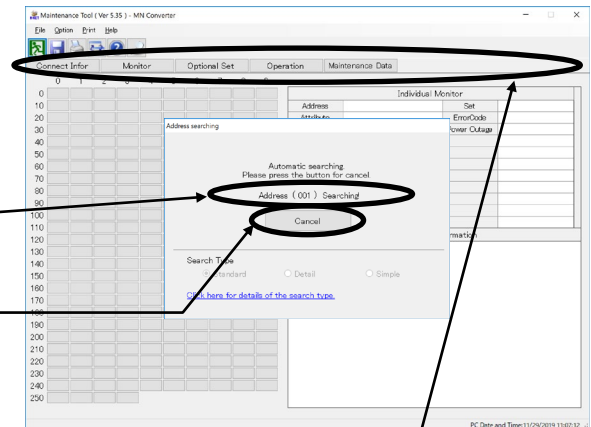 Maintenance Tool ( Ver 5.35 ) - MN Converter
File Option Print Help
Connect Infor Monitor Optional Set Operation Maintenance Data
0 1 2
0
10
20
30
40
50
60
70
80
90
100
110
120
130
140
150
160
170
190
200
210
220
230
240
250
Individual Monitor
Address Set
Attribute ErrorCode
Power Outage
Address searching
Automatic searching.
Please press the button for cancel.
Address ( 001 ) Searching!
Cancel
Search Type
Standard Detail Simple
Click here for details of the search type.
PC Date and Time:11/29/2019 11:07:12